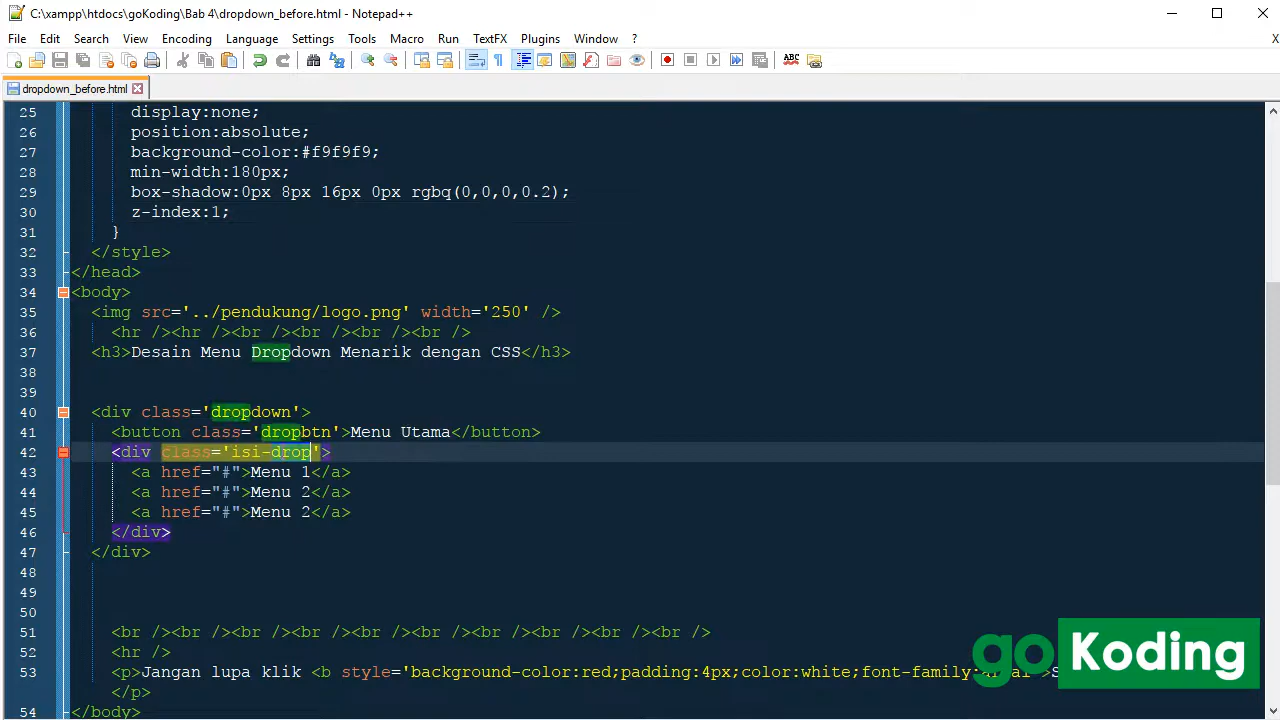 C:\xampp\htdocs\goKoding\Bab 4\dropdown_before.html - Notepad++
File Edit Search View Encoding Language Settings Tools Macro Run TextFX Plugins Window ? X
dropdown_before.html
25 display:none;
26 position:absolute;
27 background-color:#f9f9f9;
28 min-width:180px;
29 box-shadow:0px 8px 16px 0px rgbq(0,0,0,0.2);
30 z-index:1;
31 }
32 </style>
33 </head>
34 <body>
35 <img src='../pendukung/logo.png' width='250' />
36 <hr /><hr /><br /><br /><br /><br />
37 <h3>Desain Menu Dropdown Menarik dengan CSS</h3>
38
39
40 <div class='dropdown'>
41 <button class='dropbtn'>Menu Utama</button>
42 <div class='isi-drop'>
43 <a href="#">Menu 1</a>
44 <a href="#">Menu 2</a>
45 <a href="#">Menu 2</a>
46 </div>
47 </div>
48
49
50
51 <br /><br /><br /><br /><br /><br /><br /><br /><br /><br />
52 <hr />
53 <p>Jangan lupa klik <b style='background-color:red;padding:4px;color:white;font-family:
</p>
54 </body>
go Koding